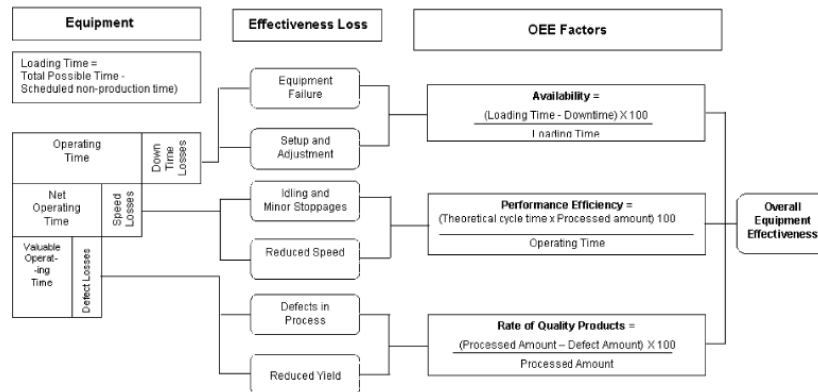 Equipment
Effectiveness Loss
OEE Factors
Loading Time =
Total Possible Time -
Scheduled non-production time)
Operating
Time
Down
Time
Losses
Net
Operating
Time
Speed
Losses
Valuable
Operat-
-ing
Time
Defect Losses
Equipment
Failure
Setup and
Adjustment
Idling and
Minor Stoppages
Reduced Speed
Defects in
Process
Reduced Yield
Availability =
(Loading Time - Downtime) X 100
Loading Time
Performance Efficiency =
(Theoretical cycle time x Processed amount) 100
Operating Time
Rate of Quality Products =
(Processed Amount – Defect Amount) X 100
Processed Amount
Overall
Equipment
Effectiveness